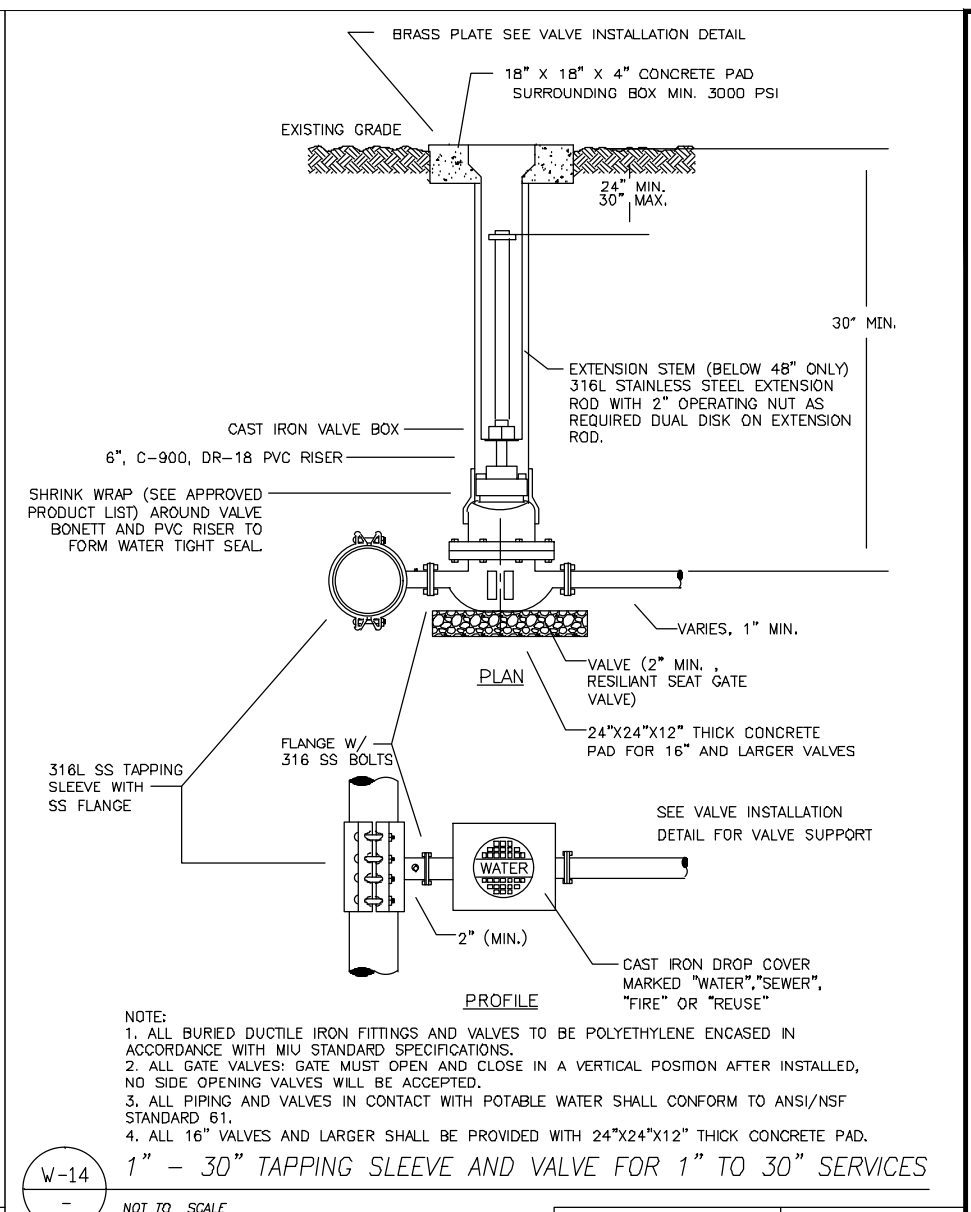 BRASS PLATE SEE VALVE INSTALLATION DETAIL
18" X 18" X 4" CONCRETE PAD
SURROUNDING BOX MIN. 3000 PSI
EXISTING GRADE
24" MIN.
30" MAX.
30" MIN.
EXTENSION STEM (BELOW 48" ONLY)
316L STAINLESS STEEL EXTENSION
ROD WITH 2" OPERATING NUT AS
REQUIRED DUAL DISK ON EXTENSION
ROD.
CAST IRON VALVE BOX
6", C-900, DR-18 PVC RISER
SHRINK WRAP (SEE APPROVED
PRODUCT LIST) AROUND VALVE
BONETT AND PVC RISER TO
FORM WATER TIGHT SEAL.
VARIES, 1" MIN.
PLAN
VALVE (2" MIN. ,
RESILIANT SEAT GATE
VALVE)
24"X24"X12" THICK CONCRETE
PAD FOR 16" AND LARGER VALVES
FLANGE W/
316 SS BOLTS
316L SS TAPPING
SLEEVE WITH
SS FLANGE
SEE VALVE INSTALLATION
DETAIL FOR VALVE SUPPORT
WATER
2" (MIN.)
CAST IRON DROP COVER
MARKED "WATER","SEWER",
"FIRE" OR "REUSE"
PROFILE
NOTE:
1. ALL BURIED DUCTILE IRON FITTINGS AND VALVES TO BE POLYETHYLENE ENCASED IN
ACCORDANCE WITH MIU STANDARD SPECIFICATIONS.
2. ALL GATE VALVES: GATE MUST OPEN AND CLOSE IN A VERTICAL POSITION AFTER INSTALLED,
NO SIDE OPENING VALVES WILL BE ACCEPTED.
3. ALL PIPING AND VALVES IN CONTACT WITH POTABLE WATER SHALL CONFORM TO ANSI/NSF
STANDARD 61.
4. ALL 16" VALVES AND LARGER SHALL BE PROVIDED WITH 24"X24"X12" THICK CONCRETE PAD.
W-14
-
1" - 30" TAPPING SLEEVE AND VALVE FOR 1" TO 30" SERVICES
NOT TO SCALE